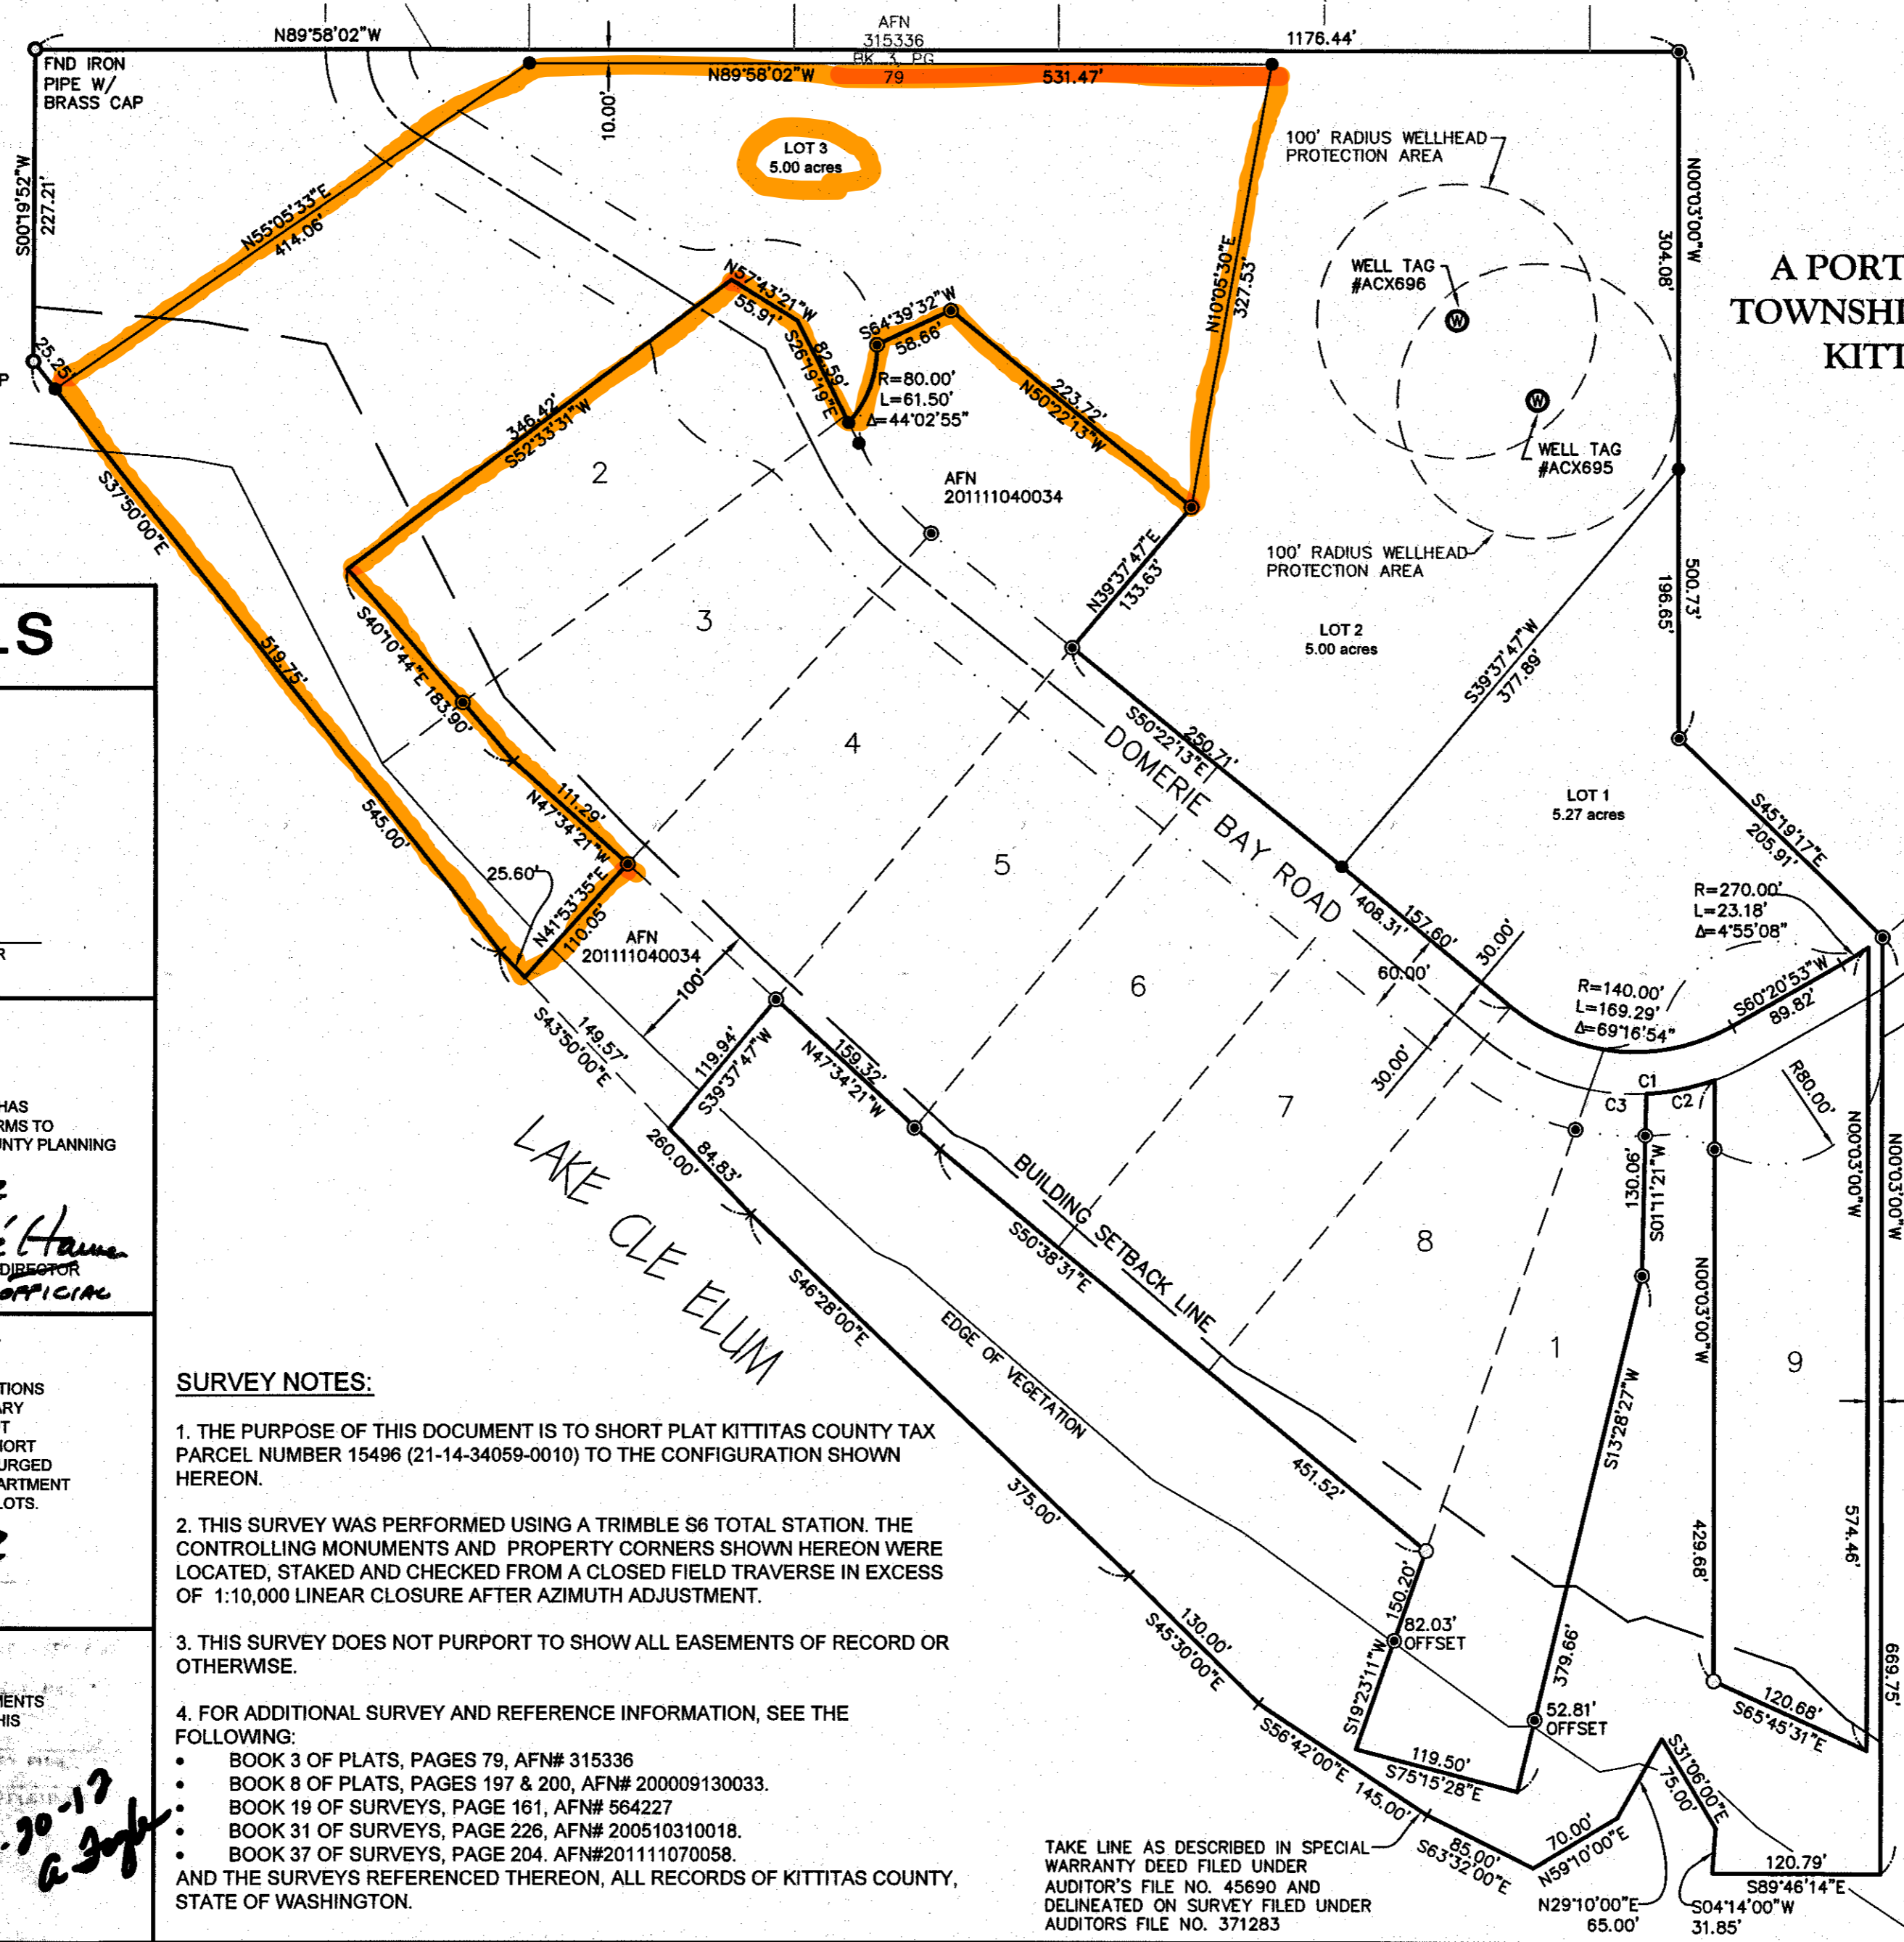 N89°58'02"W
AFN
315336
BK 3, PG
79
1176.44'
FND IRON
PIPE W/
BRASS CAP
N89°58'02"W
531.47'
10.00'
LOT 3
5.00 acres
100' RADIUS WELLHEAD
PROTECTION AREA
S00°19'52"W
227.21'
N55°05'33"E
414.06'
N00°03'00"W
304.08'
WELL TAG
#ACX696
W
A PORT
TOWNSHI
KITT
N10°05'30"E
327.53'
N57°43'21"W
55.91'
S26°19'19"E
82.59'
S64°39'32"W
58.66'
R=80.00'
L=61.50'
Δ=44°02'55"
223.72'
N50°22'13"W
25.25'
P
W
WELL TAG
#ACX695
346.42'
S52°33'31"W
2
AFN
201111040034
S37°50'00"E
519.75'
545.00'
100' RADIUS WELLHEAD
PROTECTION AREA
500.73'
196.65'
N39°37'47"E
133.63'
3
LOT 2
5.00 acres
S39°37'47"W
377.89'
.S
S40°10'44"E 183.90'
4
S50°22'13"E
250.71'
DOMERIE BAY ROAD
LOT 1
5.27 acres
S45°19'17"E
205.91'
111.29'
N47°34'21"W
5
25.60'
N41°53'35"E
110.05'
AFN
201111040034
100'
R=270.00'
L=23.18'
Δ=4°55'08"
408.31'
157.60'
30.00'
60.00'
30.00'
R
6
R=140.00'
L=169.29'
Δ=69°16'54"
S60°20'53"W
89.82'
149.57'
S43°50'00"E
119.94'
S39°37'47"W
159.32'
N47°34'21"W
7
C1
C2
C3
R80.00'
HAS
RMS TO
UNTY PLANNING
LAKE CLE ELUM
260.00'
84.83'
130.06'
S01°11'21"W
N00°03'00"W
N00°03'00"W
DIRECTOR
OFFICIAL
BUILDING SETBACK LINE
S50°38'31"E
8
S46°28'00"E
EDGE OF VEGETATION
1
N00°03'00"W
9
SURVEY NOTES:
TIONS
ARY
T
HORT
URGED
ARTMENT
LOTS.
1. THE PURPOSE OF THIS DOCUMENT IS TO SHORT PLAT KITTITAS COUNTY TAX
PARCEL NUMBER 15496 (21-14-34059-0010) TO THE CONFIGURATION SHOWN
HEREON.
S13°28'27"W
379.66'
451.52'
375.00'
2. THIS SURVEY WAS PERFORMED USING A TRIMBLE S6 TOTAL STATION. THE
CONTROLLING MONUMENTS AND PROPERTY CORNERS SHOWN HEREON WERE
LOCATED, STAKED AND CHECKED FROM A CLOSED FIELD TRAVERSE IN EXCESS
OF 1:10,000 LINEAR CLOSURE AFTER AZIMUTH ADJUSTMENT.
429.68'
574.46'
669.75'
3. THIS SURVEY DOES NOT PURPORT TO SHOW ALL EASEMENTS OF RECORD OR
OTHERWISE.
150.20'
S19°23'11"W
82.03'
OFFSET
130.00'
S45°30'00"E
MENTS
HIS
4. FOR ADDITIONAL SURVEY AND REFERENCE INFORMATION, SEE THE
FOLLOWING:
• BOOK 3 OF PLATS, PAGES 79, AFN# 315336
• BOOK 8 OF PLATS, PAGES 197 & 200, AFN# 200009130033.
• BOOK 19 OF SURVEYS, PAGE 161, AFN# 564227
• BOOK 31 OF SURVEYS, PAGE 226, AFN# 200510310018.
• BOOK 37 OF SURVEYS, PAGE 204. AFN#201111070058.
AND THE SURVEYS REFERENCED THEREON, ALL RECORDS OF KITTITAS COUNTY,
STATE OF WASHINGTON.
120.68'
S65°45'31"E
52.81'
OFFSET
119.50'
S75°15'28"E
S56°42'00"E
145.00'
S31°06'00"E
75.00'
85.00'
S63°32'00"E
70.00'
N59°10'00"E
120.79'
S89°46'14"E
N29°10'00"E
65.00'
S04°14'00"W
31.85'
TAKE LINE AS DESCRIBED IN SPECIAL
WARRANTY DEED FILED UNDER
AUDITOR'S FILE NO. 45690 AND
DELINEATED ON SURVEY FILED UNDER
AUDITORS FILE NO. 371283